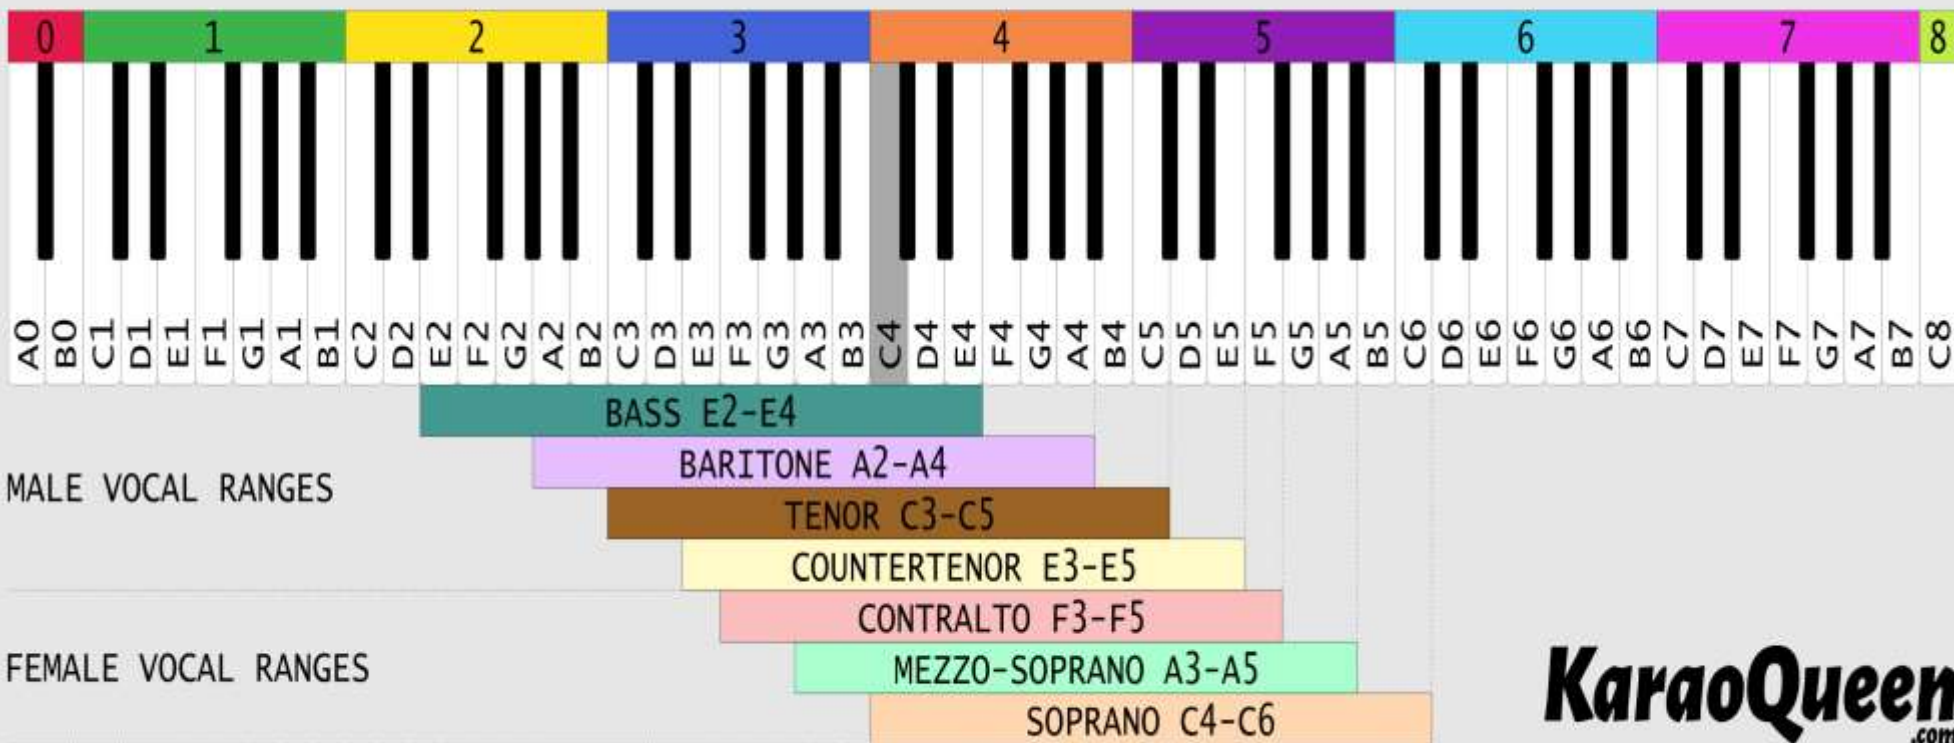 0 1 2 3 4 5 6 7 8
A0 B0 C1 D1 E1 F1 G1 A1 B1 C2 D2 E2 F2 G2 A2 B2 C3 D3 E3 F3 G3 A3 B3 C4 D4 E4 F4 G4 A4 B4 C5 D5 E5 F5 G5 A5 B5 C6 D6 E6 F6 G6 A6 B6 C7 D7 E7 F7 G7 A7 B7 C8
BASS E2-E4
BARITONE A2-A4
MALE VOCAL RANGES
TENOR C3-C5
COUNTERTENOR E3-E5
CONTRALTO F3-F5
FEMALE VOCAL RANGES
MEZZO-SOPRANO A3-A5
SOPRANO C4-C6
KaraoQueen
.com